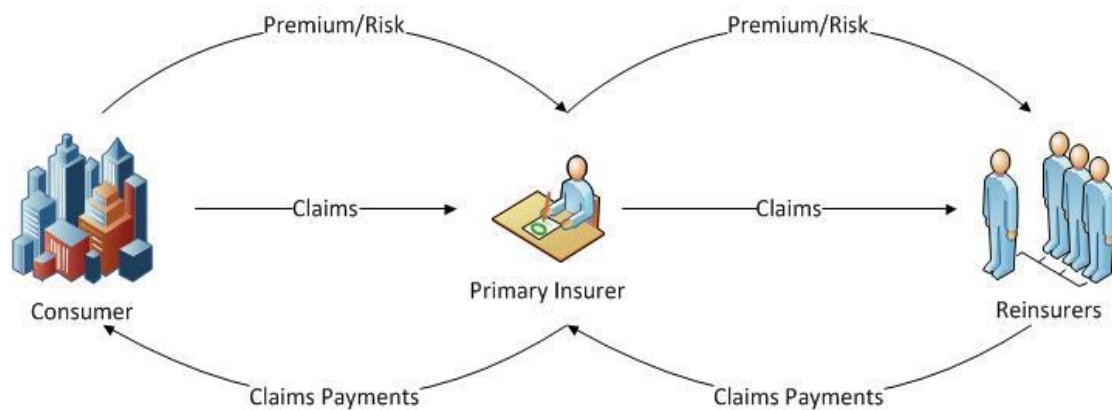 Premium/Risk
Premium/Risk
Claims
Claims
Consumer
Primary Insurer
Reinsurers
Claims Payments
Claims Payments